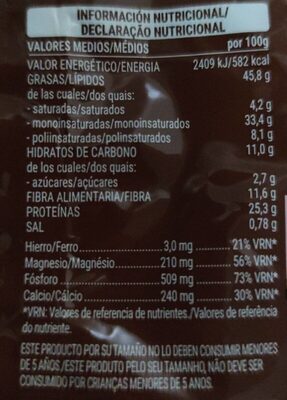 INFORMACIÓN NUTRICIONAL/
DECLARAÇÃO NUTRICIONAL
VALORES MEDIOS/MÉDIOS por 100g
VALOR ENERGÉTICO/ENERGIA 2409 kJ/582 kcal
GRASAS/LÍPIDOS 45,8 g
de las cuales/dos quais:
- saturadas/saturados 4,2 g
- monoinsaturadas/monoinsaturados 33,4 g
- poliinsaturadas/polinsaturados 8,1 g
HIDRATOS DE CARBONO 11,0 g
de los cuales/dos quais:
- azúcares/açúcares 2,7 g
FIBRA ALIMENTARIA/FIBRA 11,6 g
PROTEÍNAS 25,3 g
SAL 0,78 g
Hierro/Ferro 3,0 mg 21% VRN*
Magnesio/Magnésio 210 mg 56% VRN*
Fósforo 509 mg 73% VRN*
Calcio/Cálcio 240 mg 30% VRN*
*VRN: Valores de referencia de nutrientes./Valores de referência
do nutriente.
ESTE PRODUCTO POR SU TAMAÑO NO LO DEBEN CONSUMIR MENORES
DE 5 AÑOS/ESTE PRODUTO PELO SEU TAMANHO, NÃO DEVE SER
CONSUMIDO POR CRIANÇAS MENORES DE 5 ANOS.